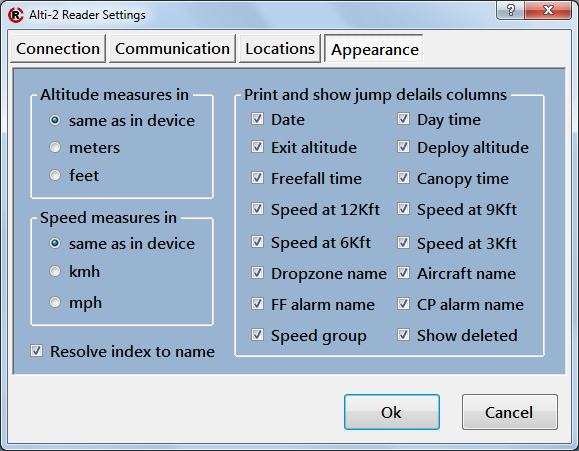 Alti-2 Reader Settings
Connection Communication Locations Appearance
Altitude measures in
same as in device
meters
feet
Speed measures in
same as in device
kmh
mph
Resolve index to name
Print and show jump delails columns
Date Day time
Exit altitude Deploy altitude
Freefall time Canopy time
Speed at 12Kft Speed at 9Kft
Speed at 6Kft Speed at 3Kft
Dropzone name Aircraft name
FF alarm name CP alarm name
Speed group Show deleted
Ok Cancel